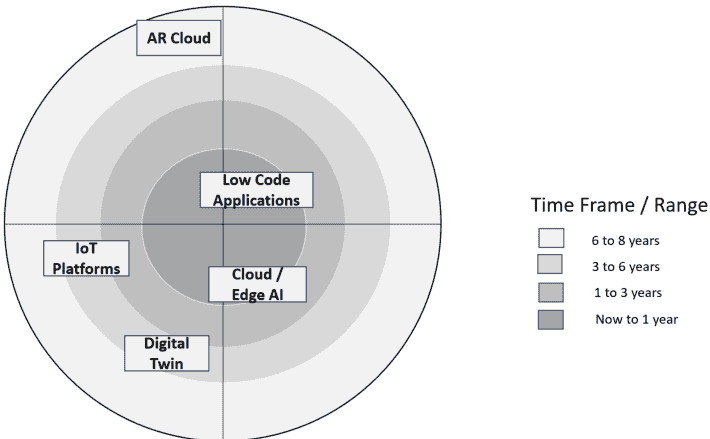 AR Cloud
Low Code
Applications
IoT
Platforms
Cloud /
Edge AI
Digital
Twin
Time Frame / Range
6 to 8 years
3 to 6 years
1 to 3 years
Now to 1 year